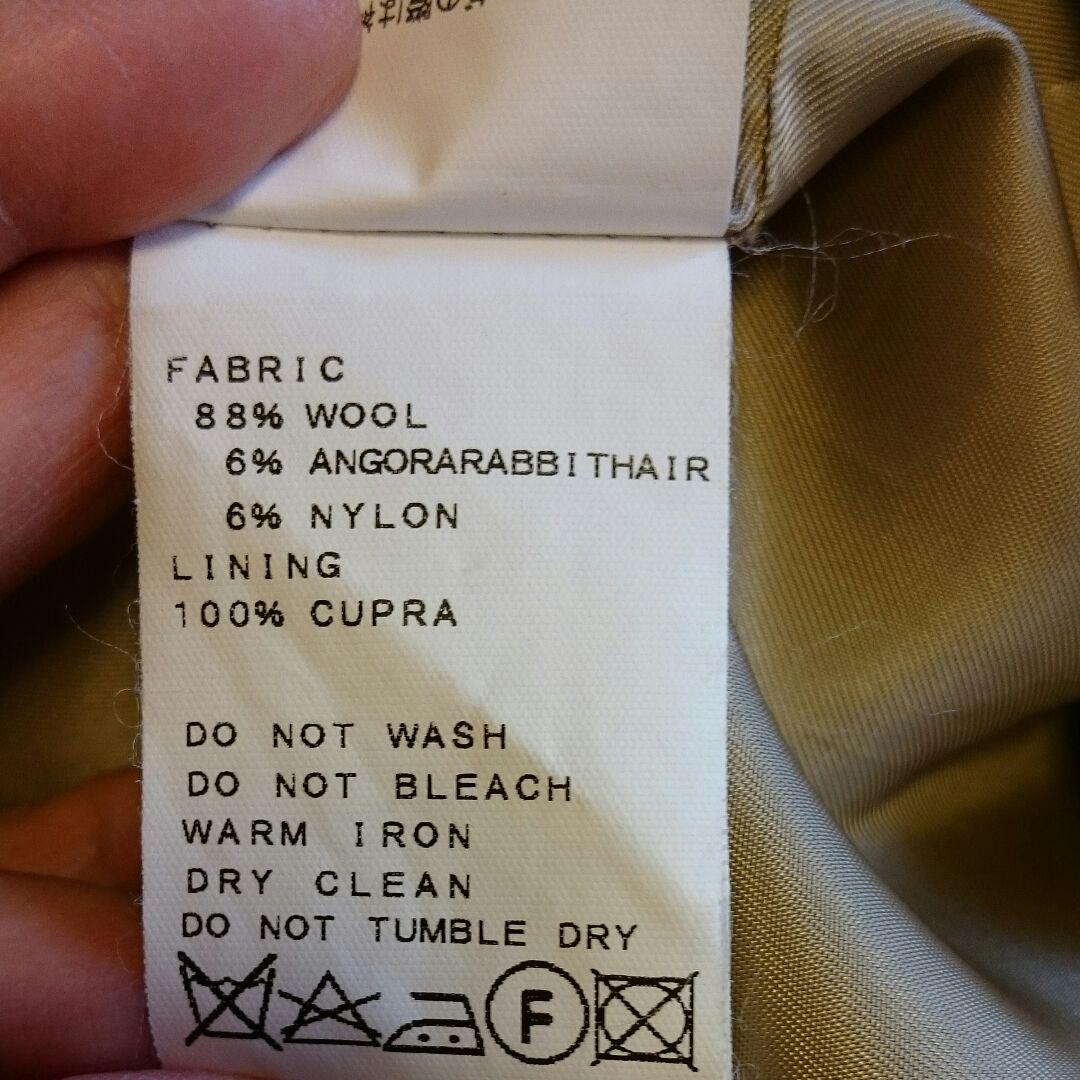 FABRIC
88% WOOL
6% ANGORARABBITHAIR
6% NYLON
LINING
100% CUPRA
DO NOT WASH
DO NOT BLEACH
WARM IRON
DRY CLEAN
DO NOT TUMBLE DRY
F